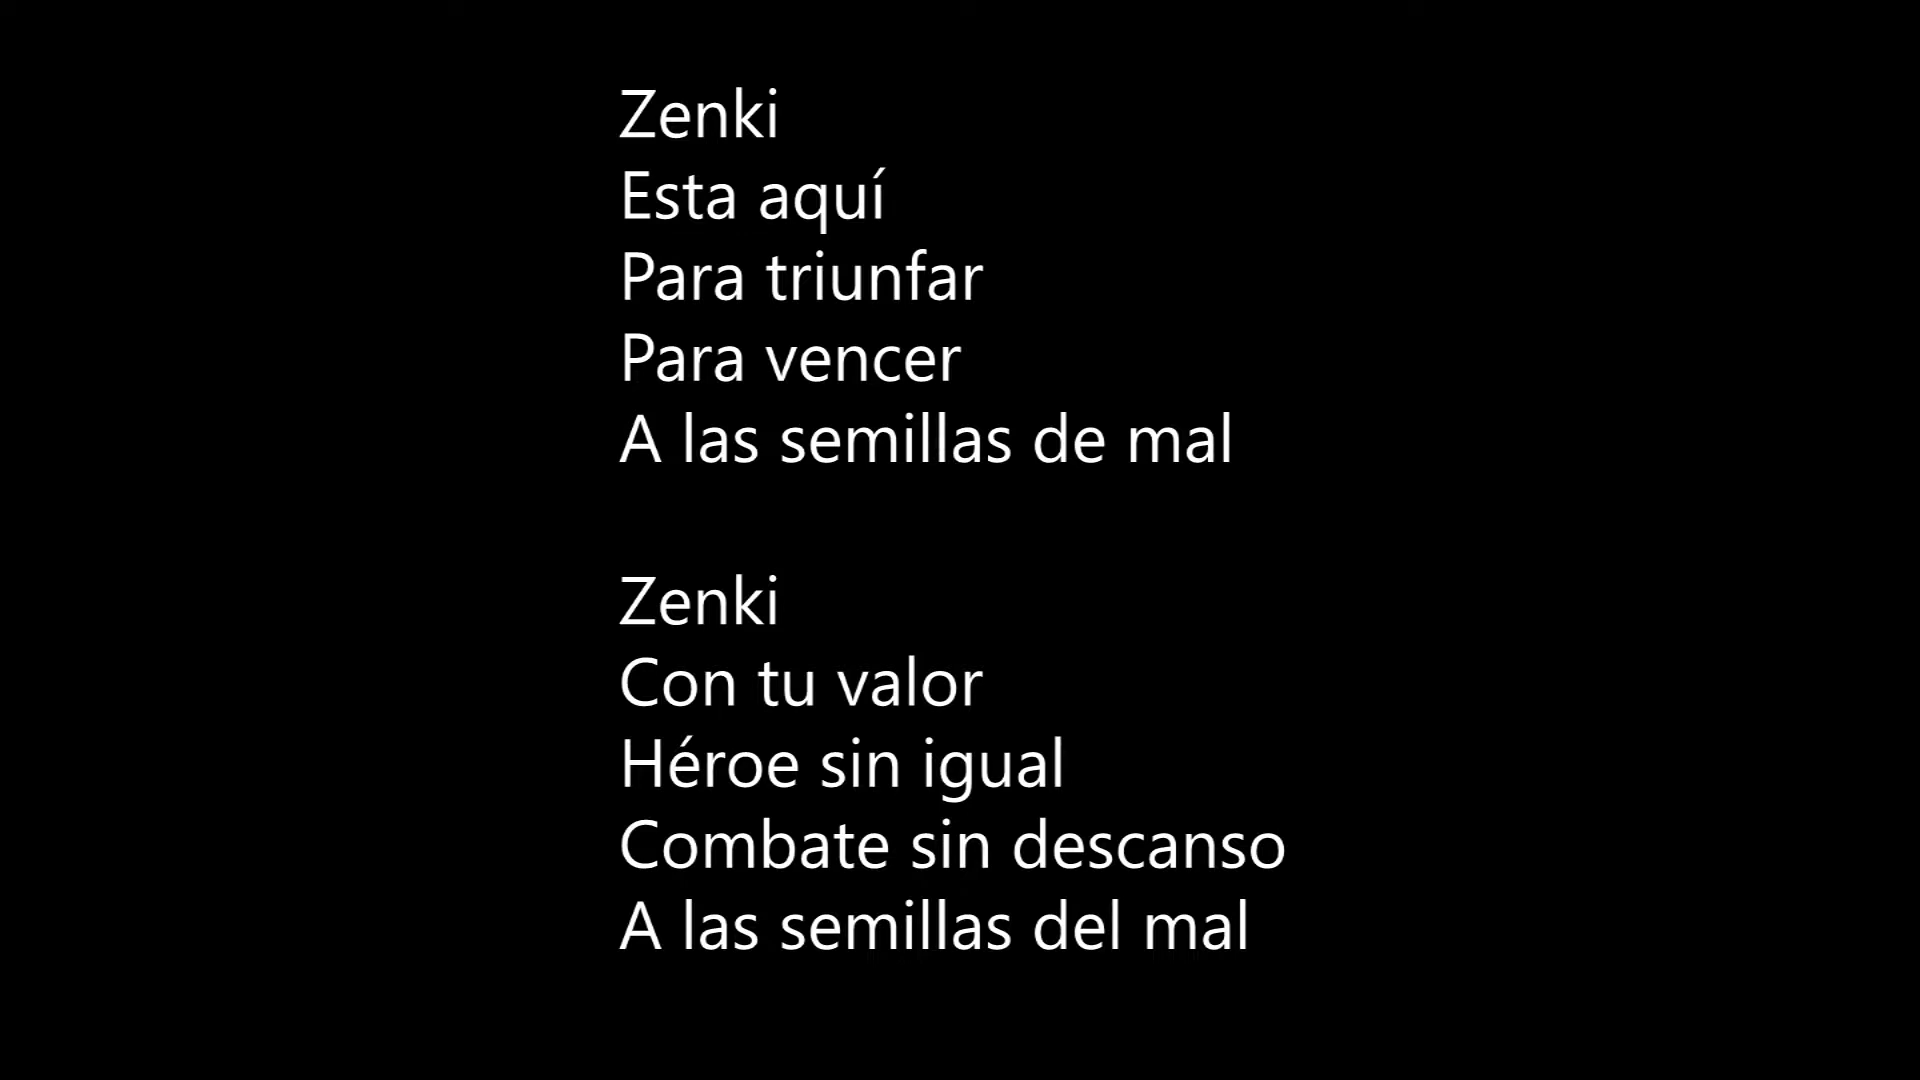 Zenki
Esta aquí
Para triunfar
Para vencer
A las semillas de mal
Zenki
Con tu valor
Héroe sin igual
Combate sin descanso
A las semillas del mal